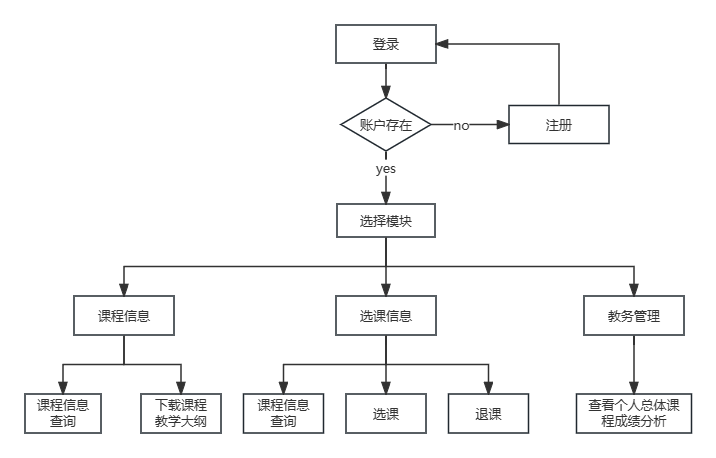 登录
账户存在
no
注册
yes
选择模块
课程信息
选课信息
教务管理
课程信息
查询
下载课程
教学大纲
课程信息
查询
选课
退课
查看个人总体课
程成绩分析